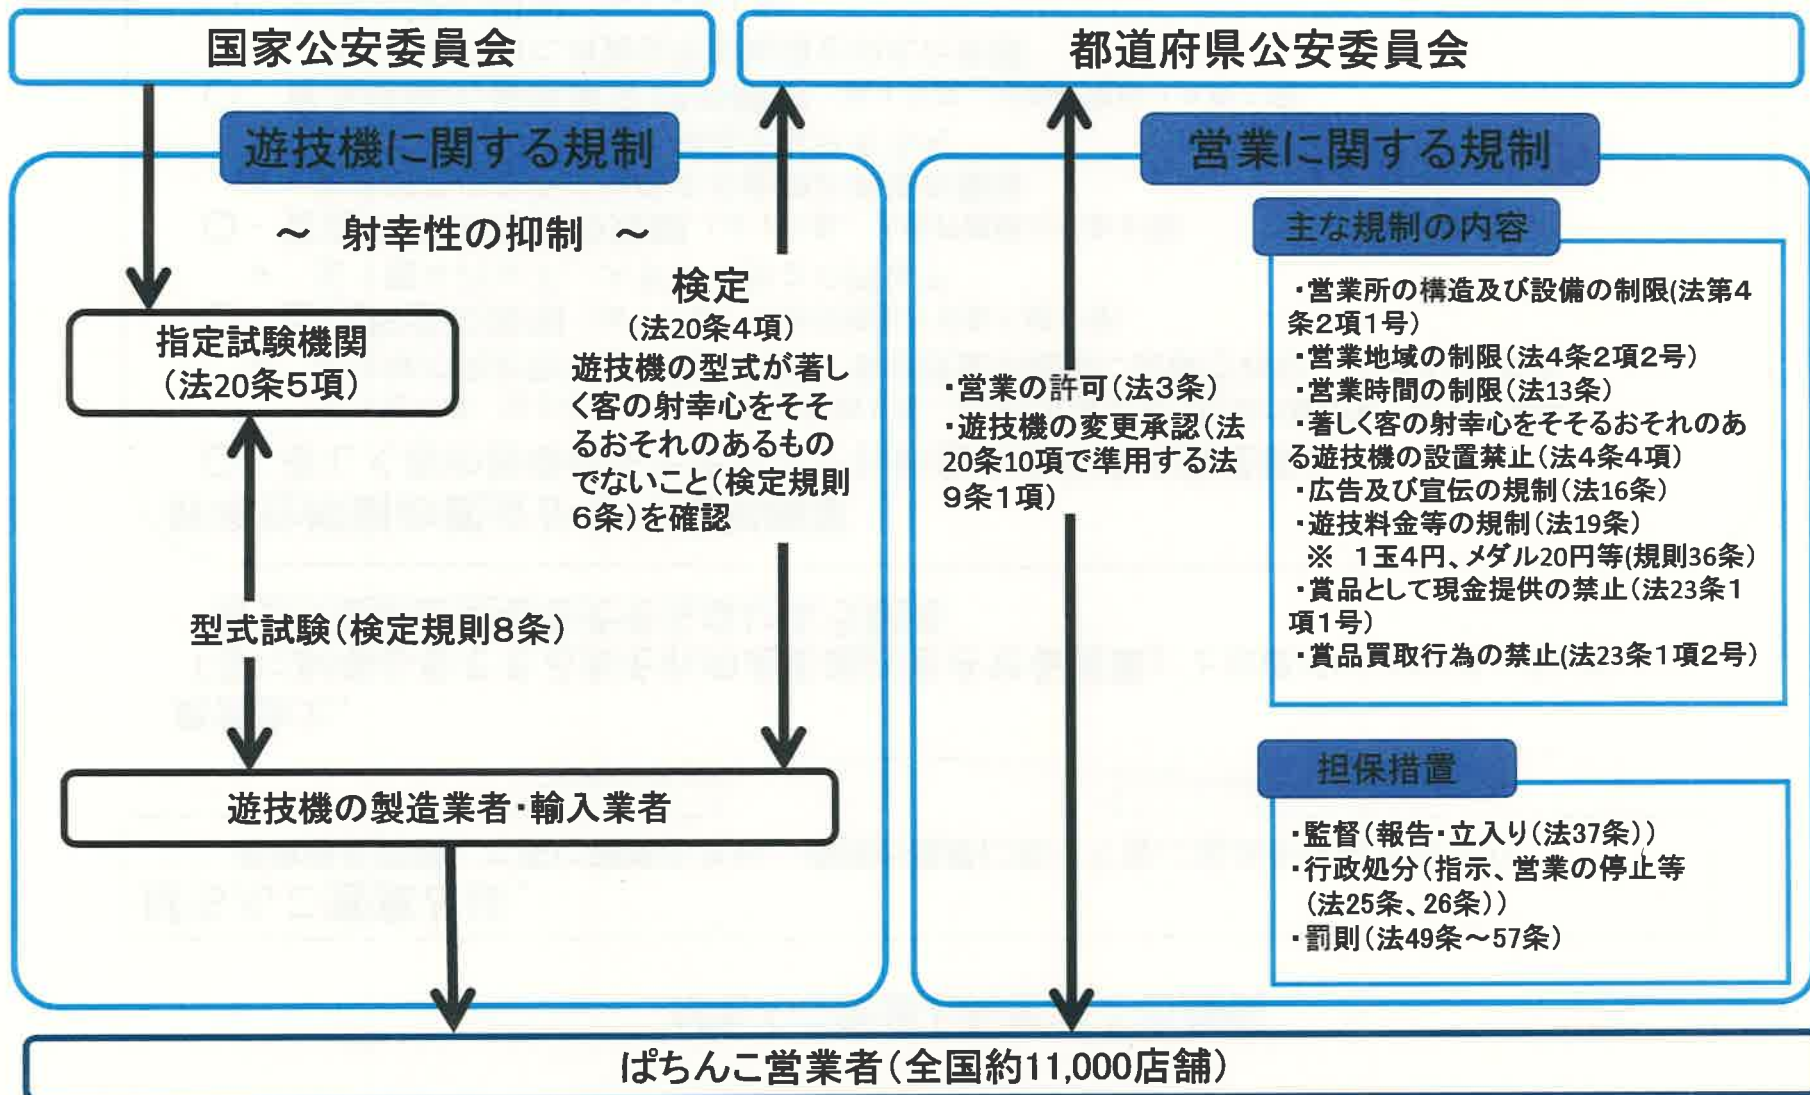 国家公安委員会
都道府県公安委員会
遊技機に関する規制
～ 射幸性の抑制 ～
指定試験機関
(法20条5項)
検定
(法20条4項)
遊技機の型式が著し
く客の射幸心をそそ
るおそれのあるもの
でないこと(検定規則
6条)を確認
型式試験(検定規則8条)
遊技機の製造業者・輸入業者
営業に関する規制
・営業の許可(法3条)
・遊技機の変更承認(法
20条10項で準用する法
9条1項)
主な規制の内容
・営業所の構造及び設備の制限(法第4
条2項1号)
・営業地域の制限(法4条2項2号)
・営業時間の制限(法13条)
・著しく客の射幸心をそそるおそれのあ
る遊技機の設置禁止(法4条4項)
・広告及び宣伝の規制(法16条)
・遊技料金等の規制(法19条)
※ 1玉4円、メダル20円等(規則36条)
・賞品として現金提供の禁止(法23条1
項1号)
・賞品買取行為の禁止(法23条1項2号)
担保措置
・監督(報告・立入り(法37条))
・行政処分(指示、営業の停止等
(法25条、26条))
・罰則(法49条～57条)
ぱちんこ営業者(全国約11,000店舗)